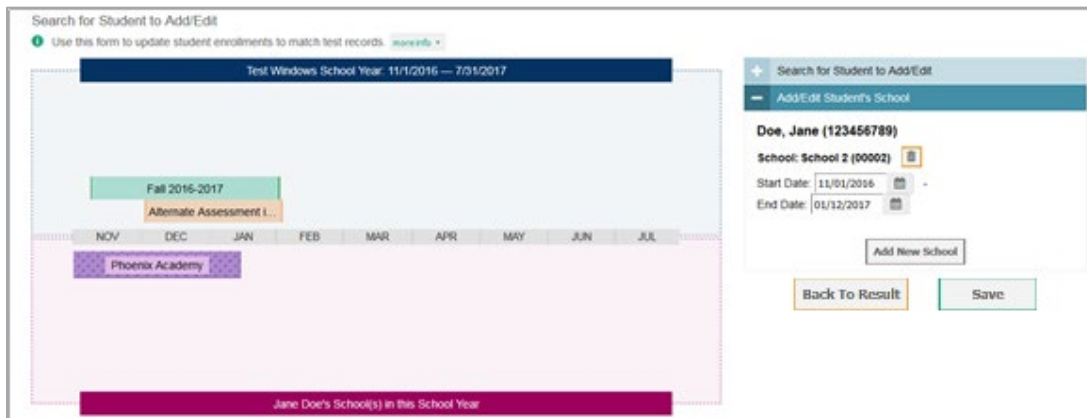 Search for Student to Add/Edit
Use this form to update student enrollments to match test records. more info
Test Windows School Year: 11/1/2016 — 7/31/2017
Fall 2016-2017
Alternate Assessment i...
NOV DEC JAN FEB MAR APR MAY JUN JUL
Phoenix Academy
Jane Doe's School(s) in this School Year
+ Search for Student to Add/Edit
− Add/Edit Student's School
Doe, Jane (123456789)
School: School 2 (00002)
Start Date: 11/01/2016 -
End Date: 01/12/2017
Add New School
Back To Result Save